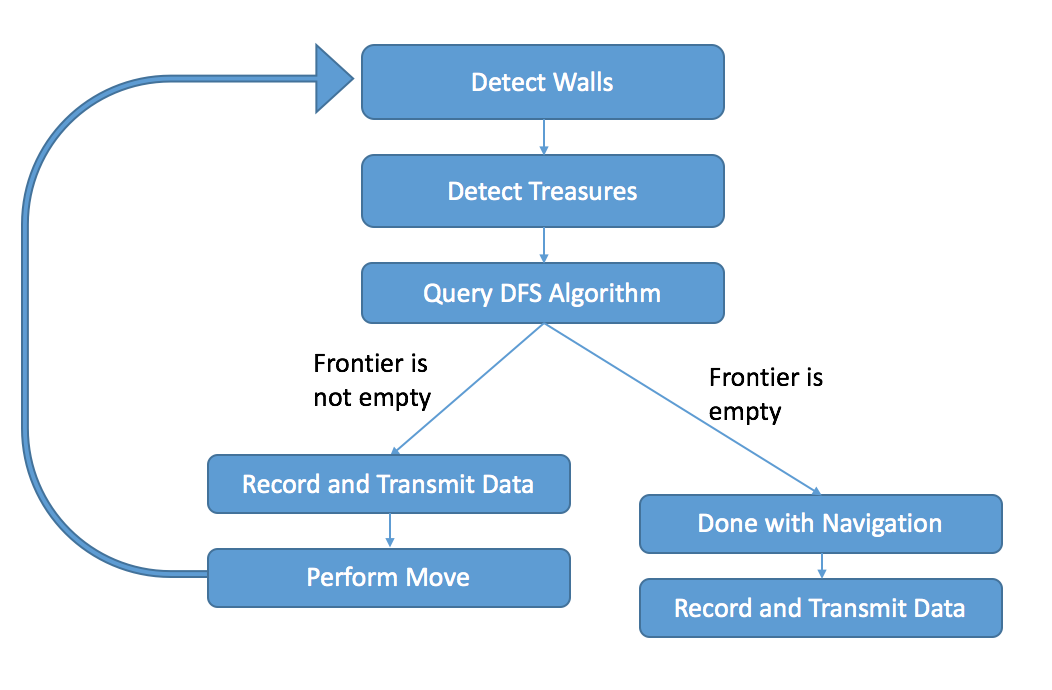 Detect Walls
Detect Treasures
Query DFS Algorithm
Frontier is
not empty
Frontier is
empty
Record and Transmit Data
Done with Navigation
Perform Move
Record and Transmit Data